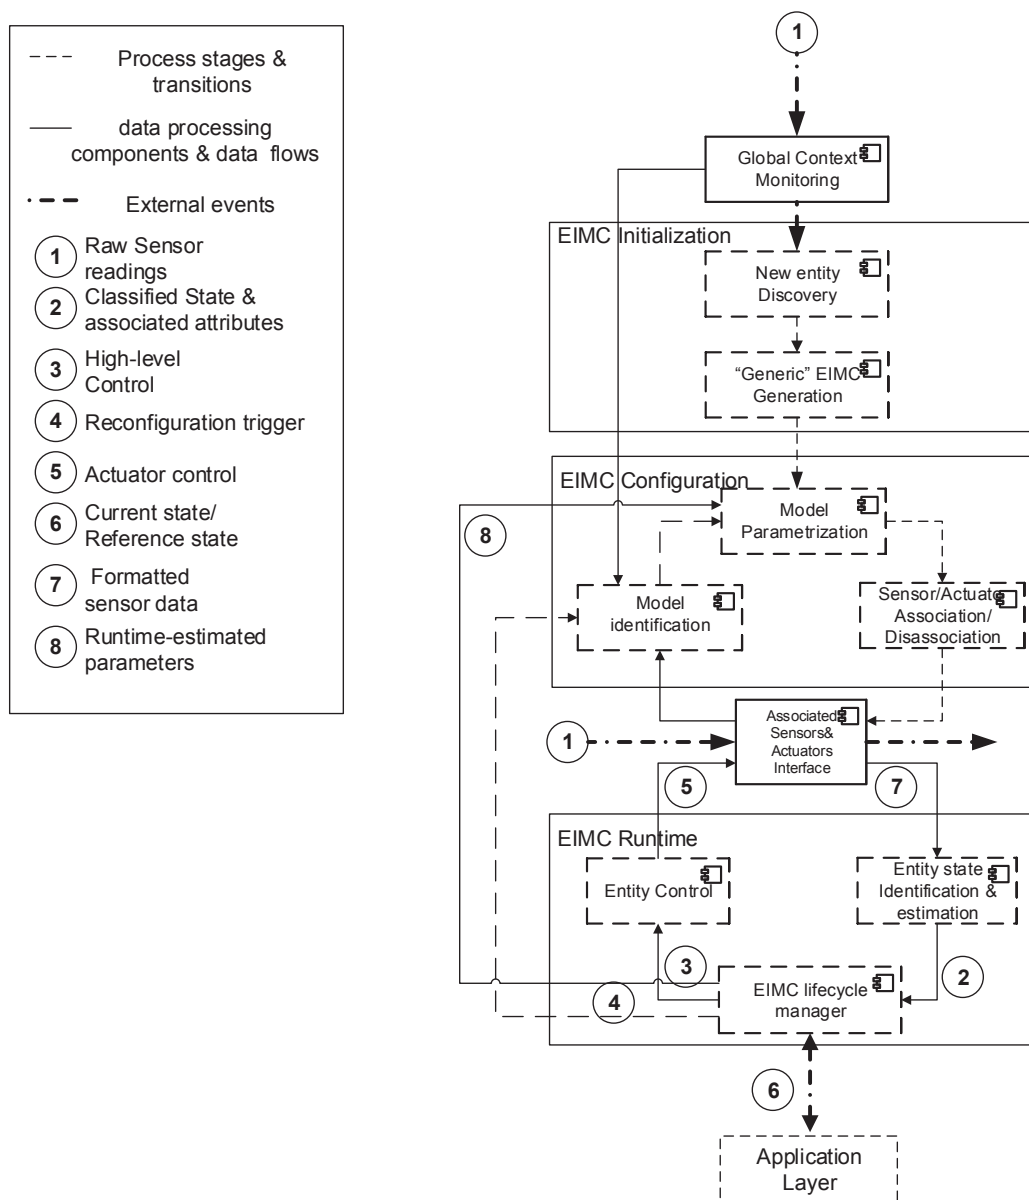 Process stages &
transitions
data processing
components & data flows
External events
1
Raw Sensor
readings
2
Classified State &
associated attributes
3
High-level
Control
4
Reconfiguration trigger
5
Actuator control
6
Current state/
Reference state
7
Formatted
sensor data
8
Runtime-estimated
parameters
1
Global Context
Monitoring
EIMC Initialization
New entity
Discovery
“Generic” EIMC
Generation
EIMC Configuration
8
Model
Parametrization
Model
identification
Sensor/Actuato
Association/
Disassociation
1
Associated
Sensors&
Actuators
Interface
5
7
EIMC Runtime
Entity Control
Entity state
Identification &
estimation
3
2
4
EIMC lifecycle
manager
6
Application
Layer